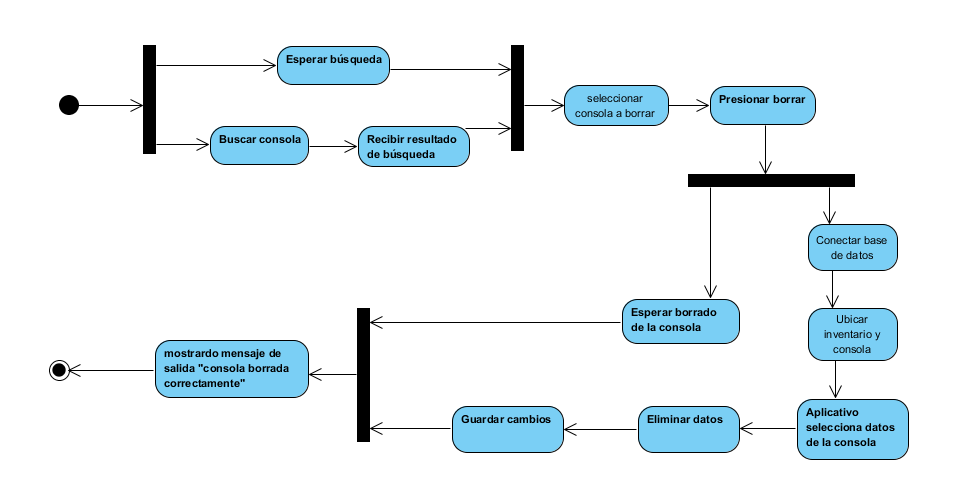 Esperar búsqueda
Buscar consola
Recibir resultado
de búsqueda
seleccionar
consola a borrar
Presionar borrar
Conectar base
de datos
Ubicar
inventario y
consola
Esperar borrado
de la consola
Aplicativo
selecciona datos
de la consola
Eliminar datos
Guardar cambios
mostrardo mensaje de
salida "consola borrada
correctamente"